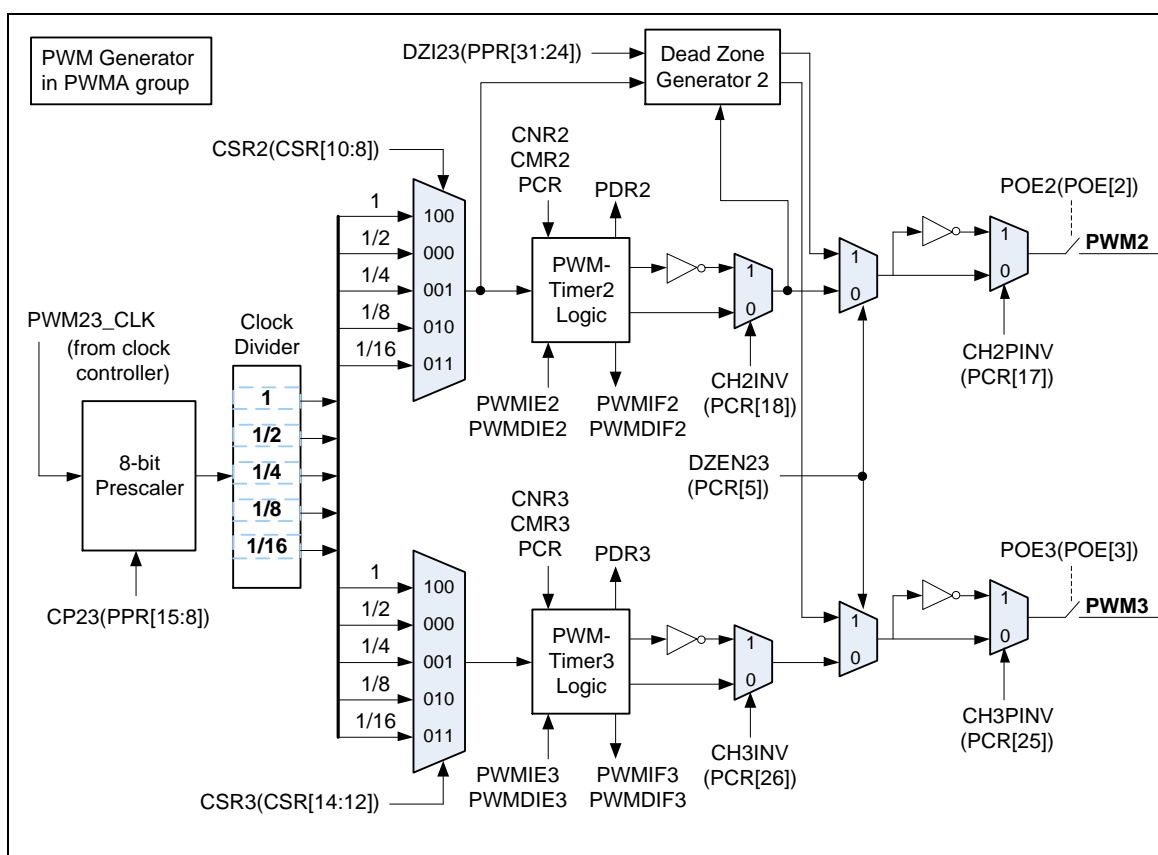 PWM Generator
in PWMA group
DZI23(PPR[31:24])
Dead Zone
Generator 2
CSR2(CSR[10:8])
CNR2
CMR2
PCR
PDR2
POE2(POE[2])
1
1/2
1/4
1/8
1/16
100
000
001
010
011
PWM-
Timer2
Logic
1
0
1
0
1
0
PWM2
PWM23_CLK
(from clock
controller)
Clock
Divider
1
1/2
1/4
1/8
1/16
8-bit
Prescaler
CP23(PPR[15:8])
PWMIE2
PWMDIE2
PWMIF2
PWMDIF2
CH2INV
(PCR[18])
CH2PINV
(PCR[17])
DZEN23
(PCR[5])
CNR3
CMR3
PCR
PDR3
POE3(POE[3])
1
1/2
1/4
1/8
1/16
100
000
001
010
011
PWM-
Timer3
Logic
1
0
1
0
1
0
PWM3
CSR3(CSR[14:12])
PWMIE3
PWMDIE3
PWMIF3
PWMDIF3
CH3INV
(PCR[26])
CH3PINV
(PCR[25])